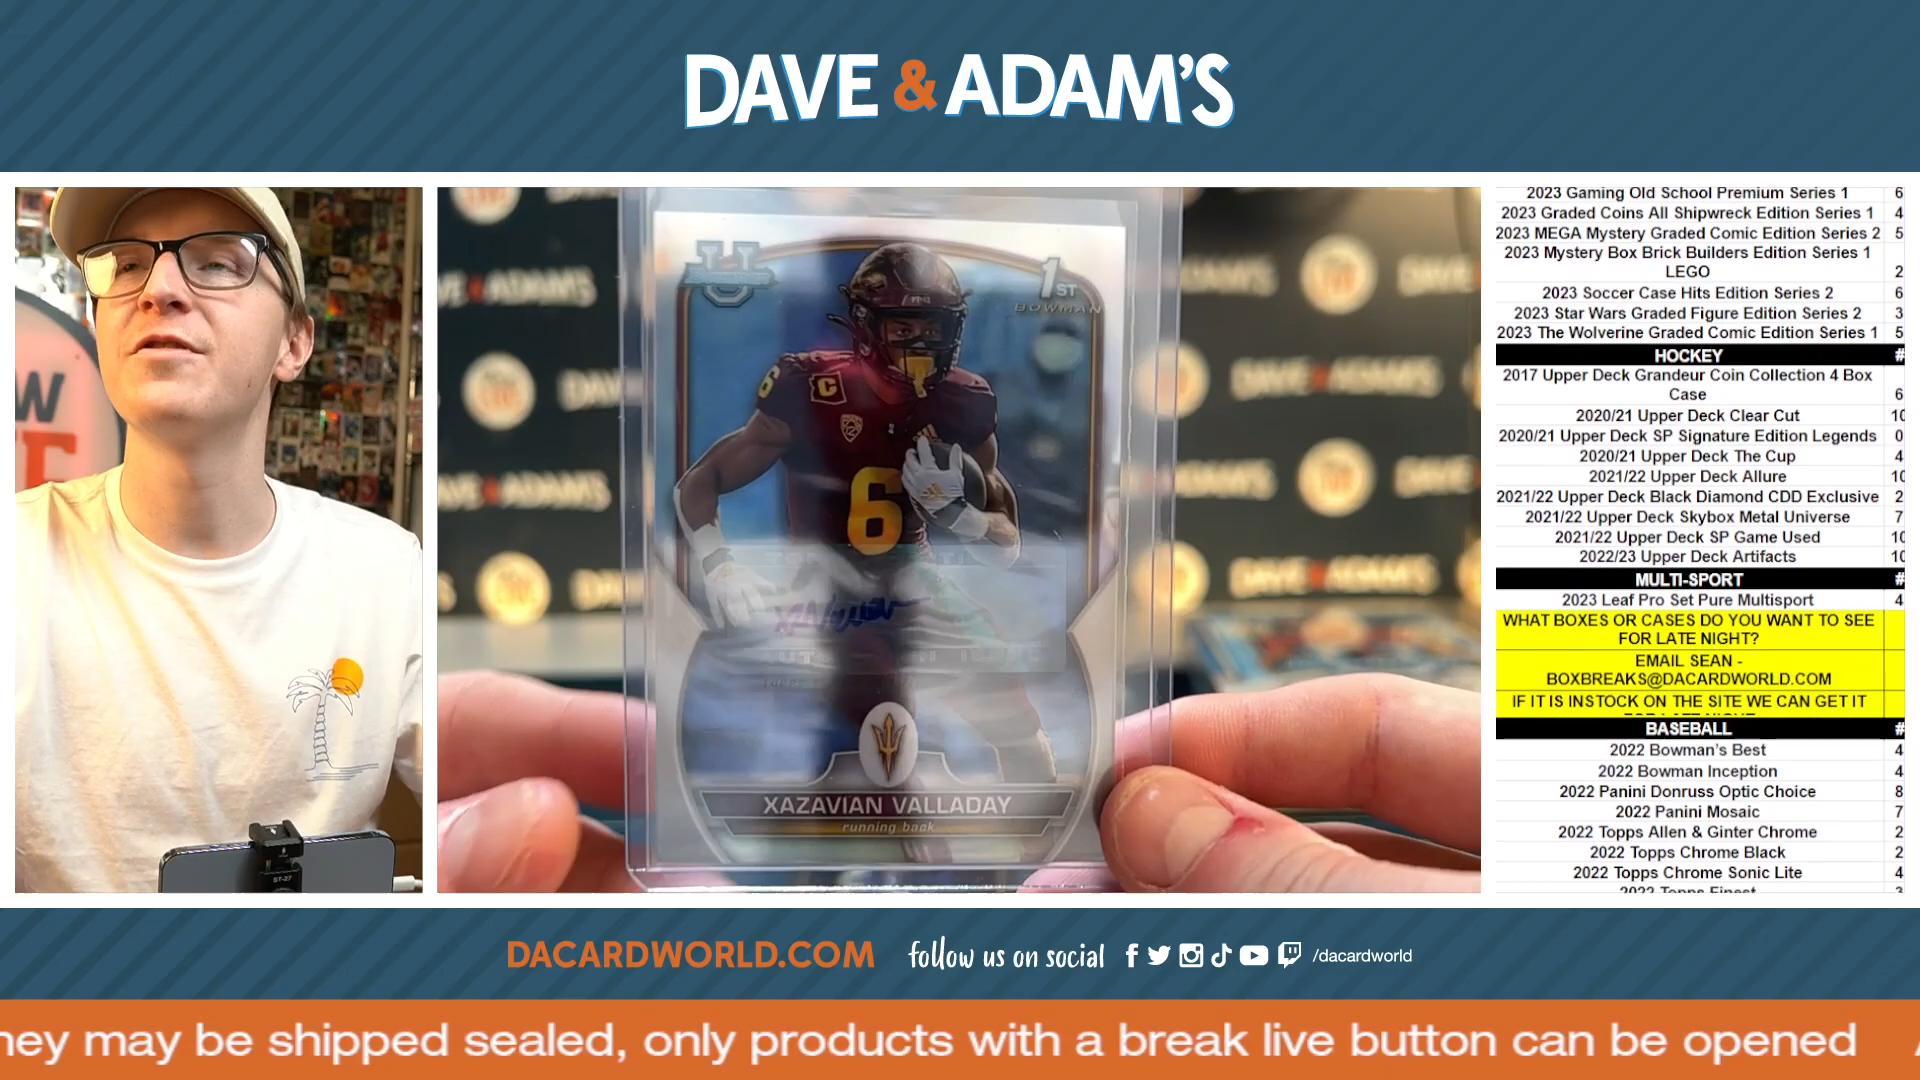 DAVE & ADAM'S
2023 Gaming Old School Premium Series 1 6
2023 Graded Coins All Shipwreck Edition Series 1 4
2023 MEGA Mystery Graded Comic Edition Series 2 5
2023 Mystery Box Brick Builders Edition Series 1
LEGO 2
2023 Soccer Case Hits Edition Series 2 6
2023 Star Wars Graded Figure Edition Series 2 3
2023 The Wolverine Graded Comic Edition Series 1 5
HOCKEY #
2017 Upper Deck Grandeur Coin Collection 4 Box
Case 6
2020/21 Upper Deck Clear Cut 10
2020/21 Upper Deck SP Signature Edition Legends 0
2020/21 Upper Deck The Cup 4
2021/22 Upper Deck Allure 10
2021/22 Upper Deck Black Diamond CDD Exclusive 2
2021/22 Upper Deck Skybox Metal Universe 7
2021/22 Upper Deck SP Game Used 10
2022/23 Upper Deck Artifacts 10
MULTI-SPORT #
2023 Leaf Pro Set Pure Multisport 4
WHAT BOXES OR CASES DO YOU WANT TO SEE
FOR LATE NIGHT?
EMAIL SEAN -
BOXBREAKS@DACARDWORLD.COM
IF IT IS INSTOCK ON THE SITE WE CAN GET IT
BASEBALL #
2022 Bowman's Best 4
2022 Bowman Inception 4
2022 Panini Donruss Optic Choice 8
2022 Panini Mosaic 7
2022 Topps Allen & Ginter Chrome 2
2022 Topps Chrome Black 2
2022 Topps Chrome Sonic Lite 4
2022 Topps Finest 3
1ST
BOWMAN
6
C
6
XAZAVIAN VALLADAY
running back
DACARDWORLD.COM follow us on social /dacardworld
hey may be shipped sealed, only products with a break live button can be opened